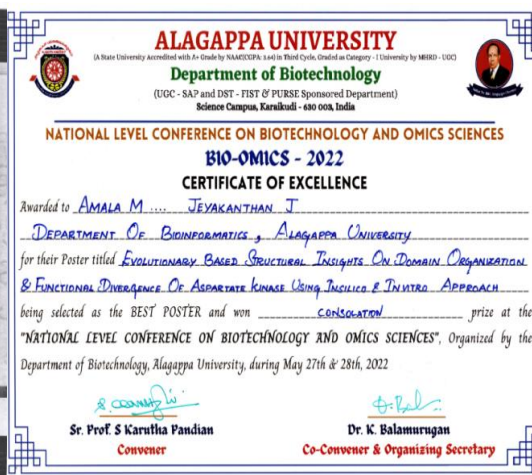 ALAGAPPA UNIVERSITY
(A State University Accredited with A+ Grade by NAAC(CGPA: 3.64) in Third Cycle, Graded as Category - I University by MHRD - UGC)
Department of Biotechnology
(UGC - SAP and DST - FIST & PURSE Sponsored Department)
Science Campus, Karaikudi - 630 003, India
NATIONAL LEVEL CONFERENCE ON BIOTECHNOLOGY AND OMICS SCIENCES
BIO-OMICS - 2022
CERTIFICATE OF EXCELLENCE
Awarded to AMALA M .... JEYAKANTHAN J
DEPARTMENT OF BIOINFORMATICS, ALAGAPPA UNIVERSITY
for their Poster titled EVOLUTIONARY BASED STRUCTURAL INSIGHTS ON DOMAIN ORGANIZATION
& FUNCTIONAL DIVERGENCE OF ASPARTATE KINASE USING INSILICO & INVITRO APPROACH
being selected as the BEST POSTER and won CONSOLATION prize at the
"NATIONAL LEVEL CONFERENCE ON BIOTECHNOLOGY AND OMICS SCIENCES", Organized by the
Department of Biotechnology, Alagappa University, during May 27th & 28th, 2022
Sr. Prof. S Karutha Pandian
Convener
Dr. K. Balamurugan
Co-Convener & Organizing Secretary